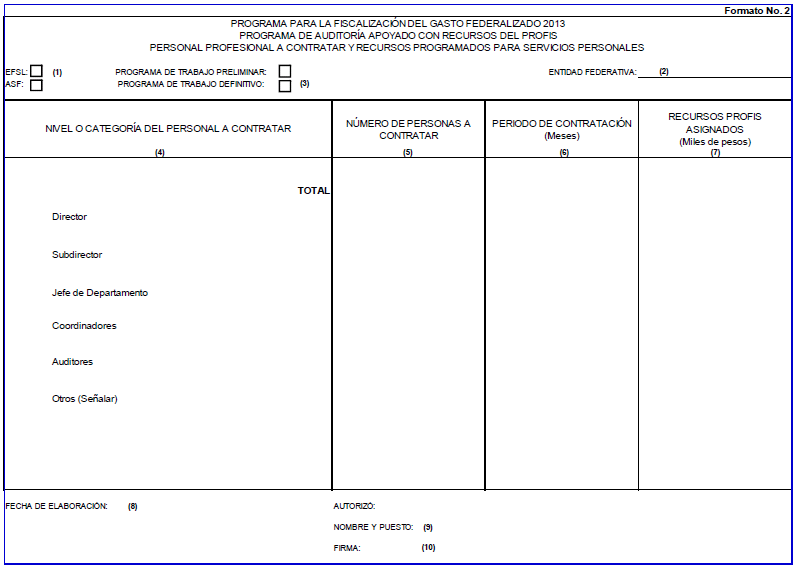 Formato No. 2
PROGRAMA PARA LA FISCALIZACIÓN DEL GASTO FEDERALIZADO 2013
PROGRAMA DE AUDITORÍA APOYADO CON RECURSOS DEL PROFIS
PERSONAL PROFESIONAL A CONTRATAR Y RECURSOS PROGRAMADOS PARA SERVICIOS PERSONALES
EFSL: (1) PROGRAMA DE TRABAJO PRELIMINAR: ENTIDAD FEDERATIVA: (2)
ASF: PROGRAMA DE TRABAJO DEFINITIVO: (3)
NIVEL O CATEGORÍA DEL PERSONAL A CONTRATAR
(4)
NÚMERO DE PERSONAS A
CONTRATAR
(5)
PERIODO DE CONTRATACIÓN
(Meses)
(6)
RECURSOS PROFIS
ASIGNADOS
(Miles de pesos)
(7)
TOTAL
Director
Subdirector
Jefe de Departamento
Coordinadores
Auditores
Otros (Señalar)
FECHA DE ELABORACIÓN: (8) AUTORIZÓ:
NOMBRE Y PUESTO: (9)
FIRMA: (10)